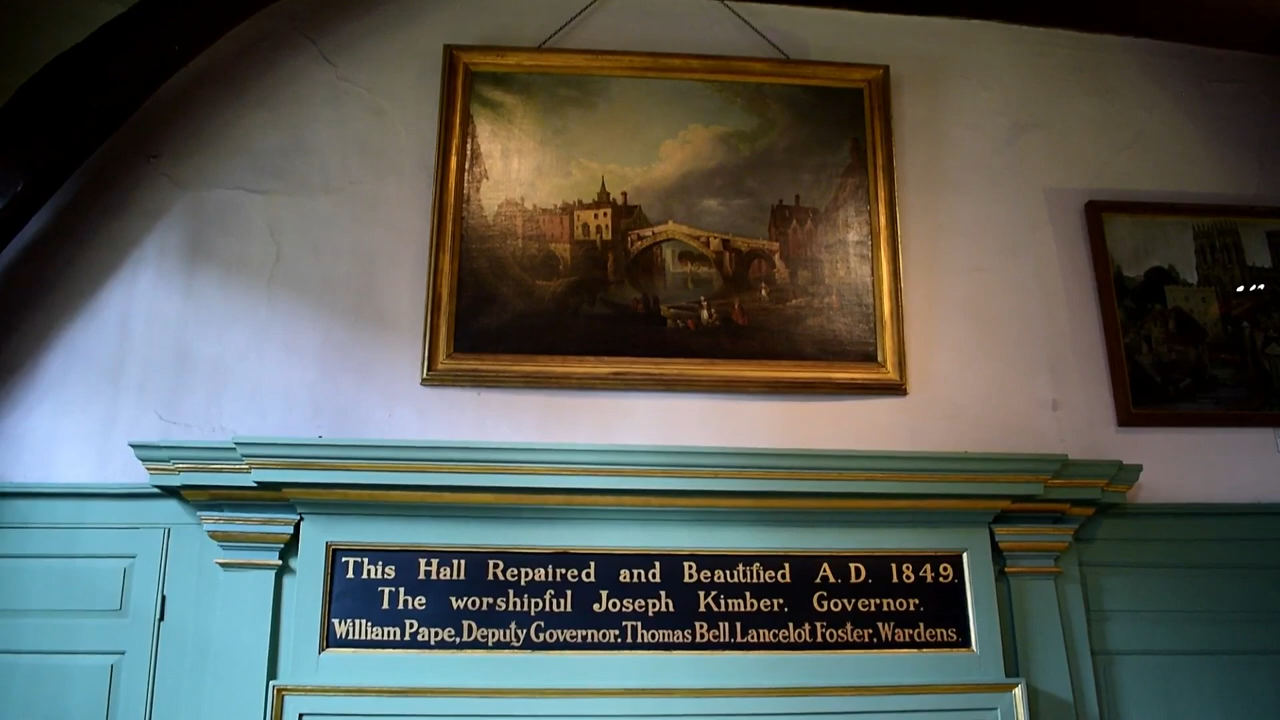 This Hall Repaired and Beautified A.D. 1849.
The worshipful Joseph Kimber. Governor.
William Pape, Deputy Governor. Thomas Bell. Lancelot Foster, Wardens.